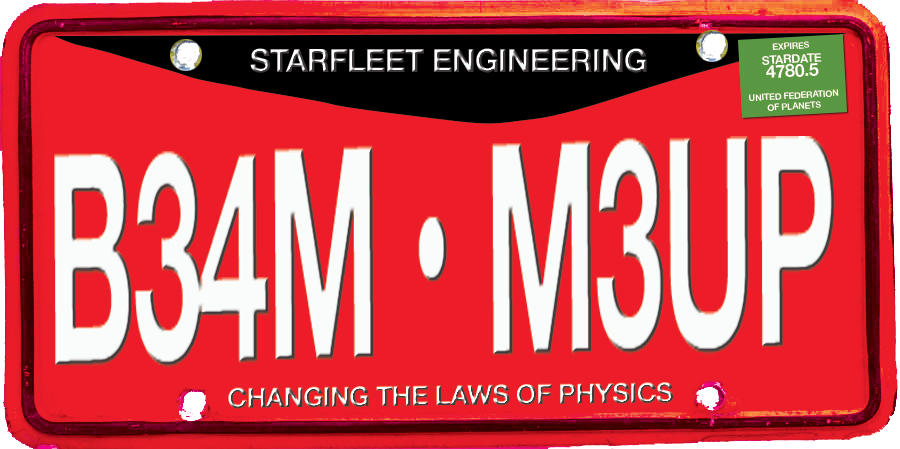 STARFLEET ENGINEERING
EXPIRES
STARDATE
4780.5
UNITED FEDERATION
OF PLANETS
B34M • M3UP
CHANGING THE LAWS OF PHYSICS